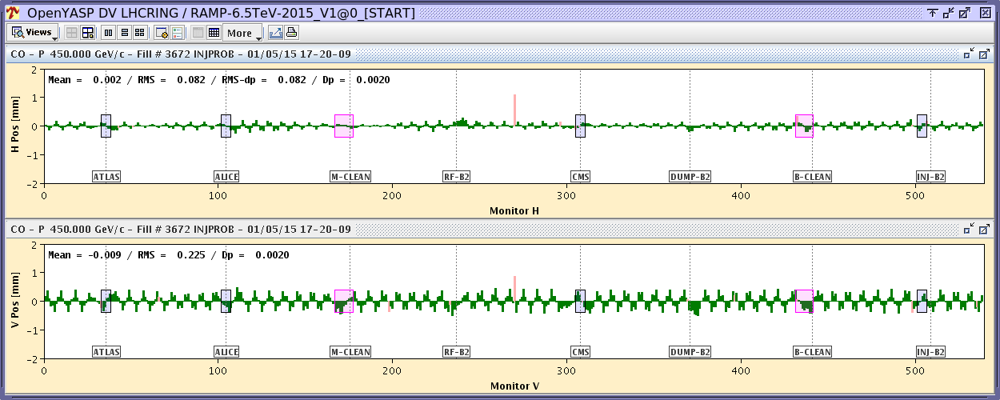 OpenYASP DV LHCRING / RAMP-6.5TeV-2015_V1@0_[START]
Views More
CO - P 450.000 GeV/c - Fill # 3672 INJPROB - 01/05/15 17-20-09
Mean = 0.002 / RMS = 0.082 / RMS-dp = 0.082 / Dp = 0.0020
H Pos [mm]
2
1
0
-1
-2
ATLAS ALICE M-CLEAN RF-B2 CMS DUMP-B2 B-CLEAN INJ-B2
0 100 200 300 400 500
Monitor H
CO - P 450.000 GeV/c - Fill # 3672 INJPROB - 01/05/15 17-20-09
Mean = -0.009 / RMS = 0.225 / Dp = 0.0020
V Pos [mm]
2
1
0
-1
-2
ATLAS ALICE M-CLEAN RF-B2 CMS DUMP-B2 B-CLEAN INJ-B2
0 100 200 300 400 500
Monitor V